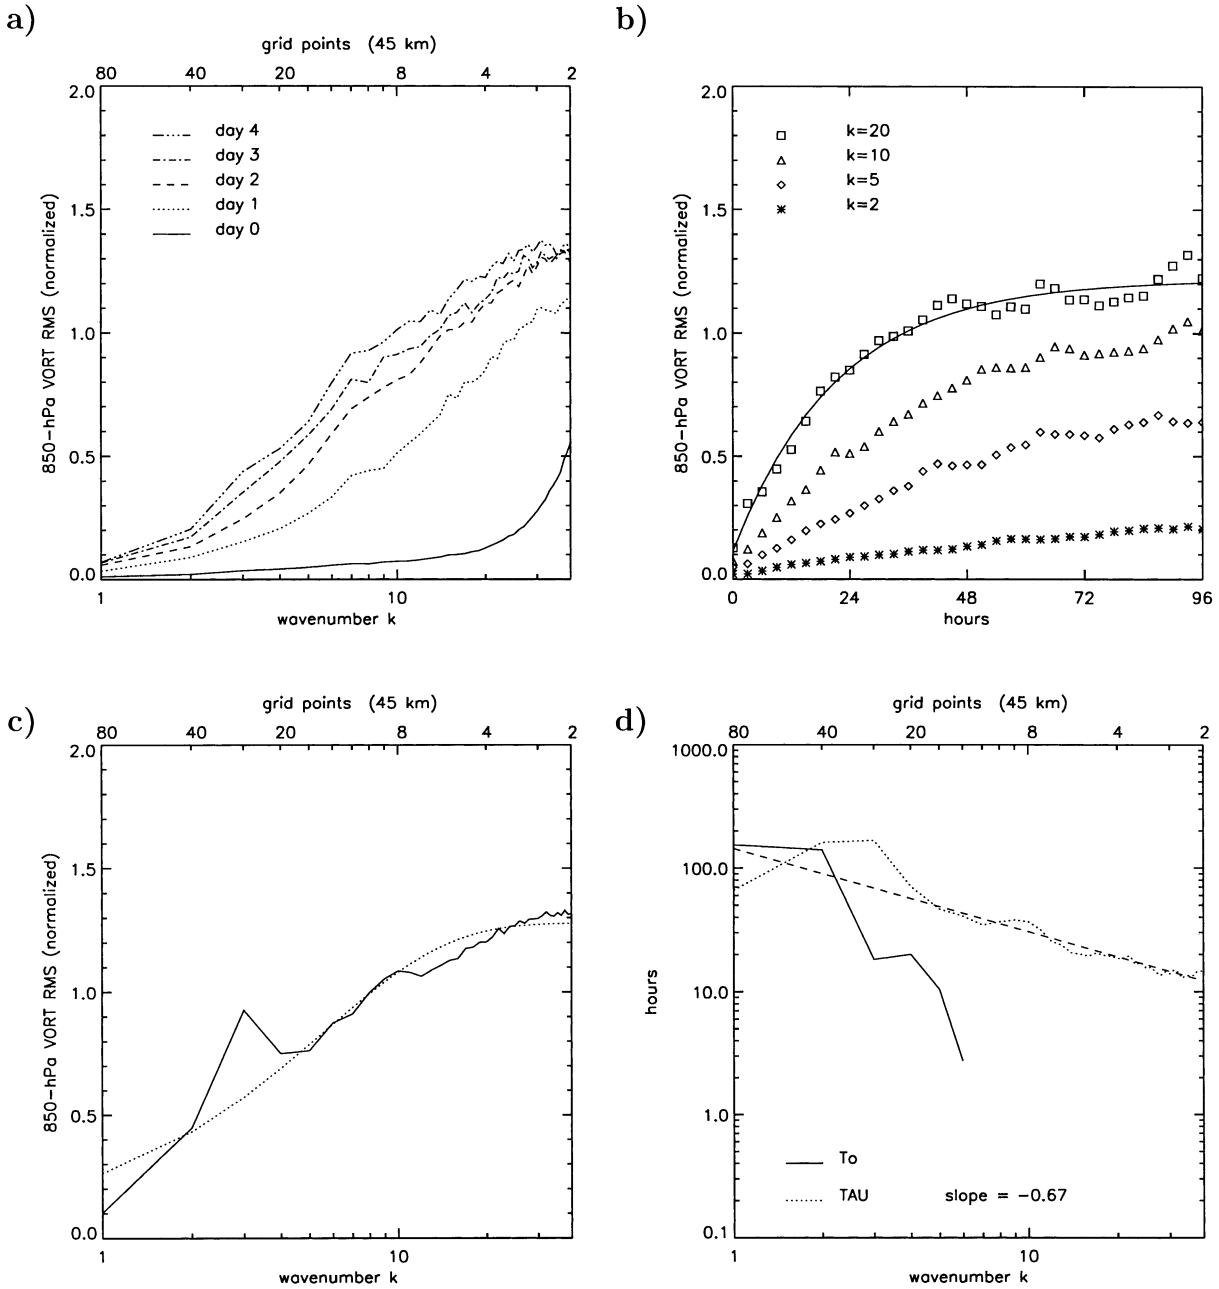 a)
grid points (45 km)
80 40 20 8 4 2
2.0
1.5
1.0
0.5
0.0
850-hPa VORT RMS (normalized)
day 4
day 3
day 2
day 1
day 0
1 10
wavenumber k
b)
2.0
1.5
1.0
0.5
0.0
850-hPa VORT RMS (normalized)
k=20
k=10
k=5
k=2
0 24 48 72 96
hours
c)
grid points (45 km)
80 40 20 8 4 2
2.0
1.5
1.0
0.5
0.0
850-hPa VORT RMS (normalized)
1 10
wavenumber k
d)
grid points (45 km)
80 40 20 8 4 2
1000.0
100.0
10.0
1.0
0.1
hours
To
TAU slope = -0.67
1 10
wavenumber k